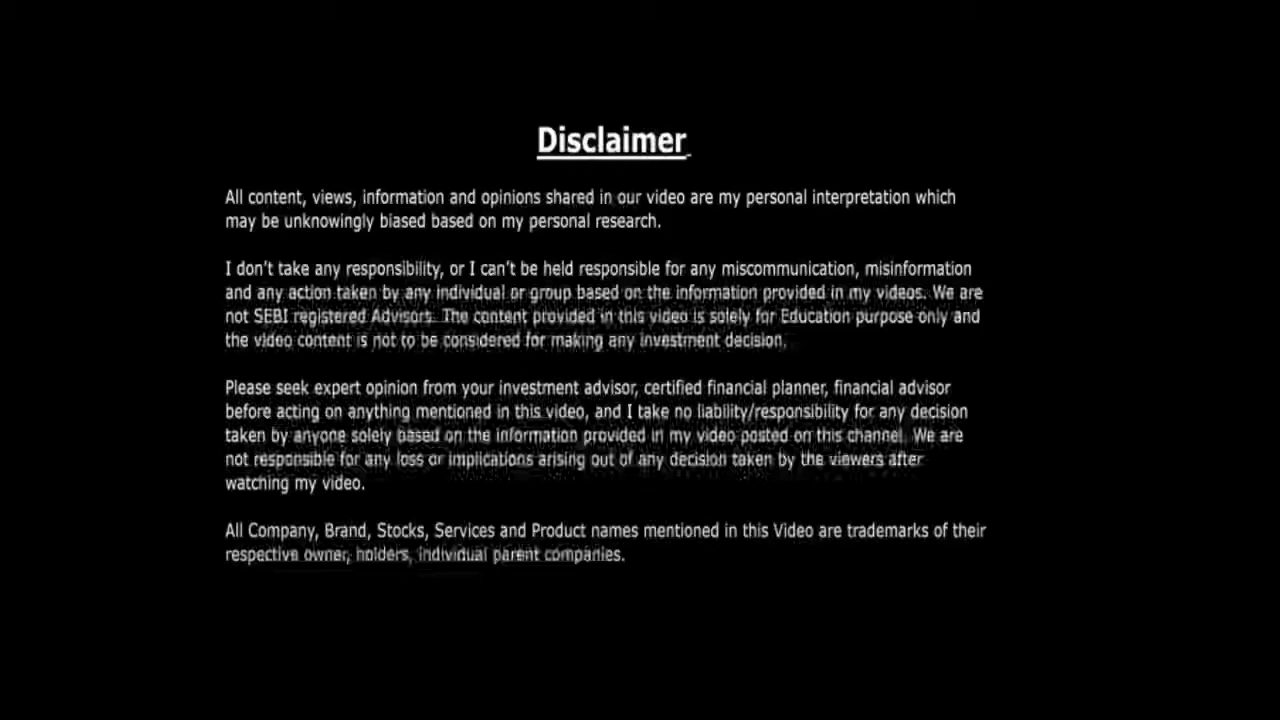 Disclaimer
All content, views, information and opinions shared in our video are my personal interpretation which
may be unknowingly biased based on my personal research.
I don't take any responsibility, or I can't be held responsible for any miscommunication, misinformation
and any action taken by any individual or group based on the information provided in my videos. We are
not SEBI registered Advisors. The content provided in this video is solely for Education purpose only and
the video content is not to be considered for making any investment decision.
Please seek expert opinion from your investment advisor, certified financial planner, financial advisor
before acting on anything mentioned in this video, and I take no liability/responsibility for any decision
taken by anyone solely based on the information provided in my video posted on this channel. We are
not responsible for any loss or implications arising out of any decision taken by the viewers after
watching my video.
All Company, Brand, Stocks, Services and Product names mentioned in this Video are trademarks of their
respective owner, holders, individual parent companies.